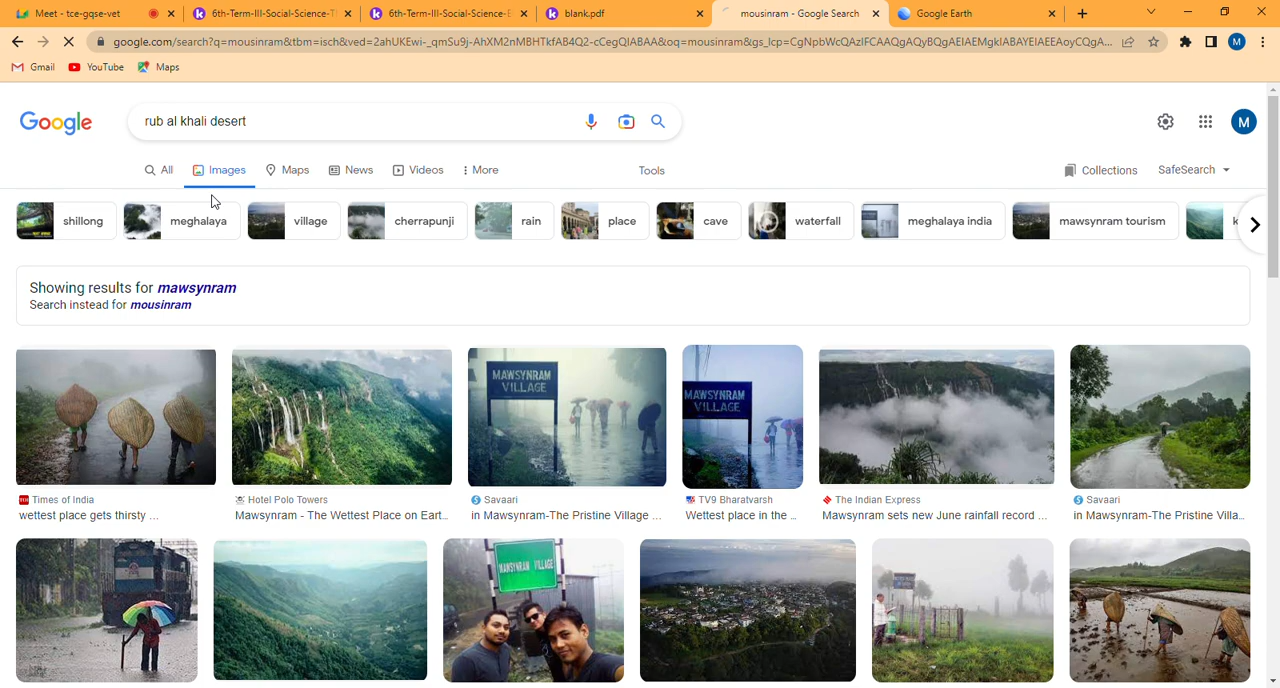 Meet - tce-gqse-vet
6th-Term-III-Social-Science-T
6th-Term-III-Social-Science-E
blank.pdf
mousinram - Google Search
Google Earth
google.com/search?q=mousinram&tbm=isch&ved=2ahUKEwi-_qmSu9j-AhXM2nMBHTkfAB4Q2-cCegQIABAA&oq=mousinram&gs_lcp=CgNpbWcQAzIFCAAQgAQyBQgAEIAEMgkIABAYEIAEEAoyCQgA...
M
Gmail
YouTube
Maps
Google
rub al khali desert
M
All
Images
Maps
News
Videos
More
Tools
Collections
SafeSearch
shillong
meghalaya
village
cherrapunji
rain
place
cave
waterfall
meghalaya india
mawsynram tourism
k
Showing results for mawsynram
Search instead for mousinram
MAWSYNRAM
VILLAGE
MAWSYNRAM
VILLAGE
Times of India
Hotel Polo Towers
Savaari
TV9 Bharatvarsh
The Indian Express
Savaari
wettest place gets thirsty ...
Mawsynram - The Wettest Place on Eart...
in Mawsynram-The Pristine Village ...
Wettest place in the ...
Mawsynram sets new June rainfall record ...
in Mawsynram-The Pristine Villa...
MAWSYNRAM VILLAGE